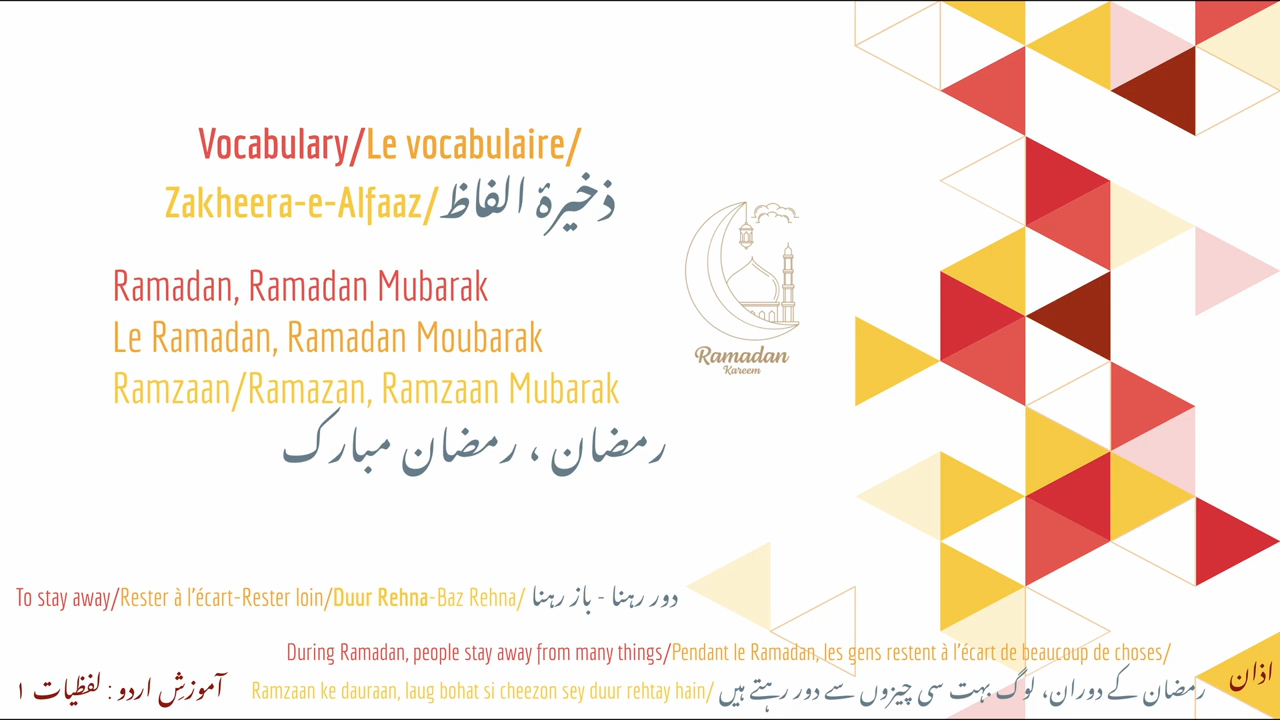 Vocabulary/Le vocabulaire/
Zakheera-e-Alfaaz/ذخیرۂ الفاظ
Ramadan, Ramadan Mubarak
Le Ramadan, Ramadan Moubarak
Ramzaan/Ramazan, Ramzaan Mubarak
رمضان ، رمضان مبارک
Ramadan
Kareem
To stay away/Rester à l'écart-Rester loin/Duur Rehna-Baz Rehna/ دور رہنا - باز رہنا
During Ramadan, people stay away from many things/Pendant le Ramadan, les gens restent à l'écart de beaucoup de choses/
Ramzaan ke dauraan, laug bohat si cheezon sey duur rehtay hain/ رمضان کے دوران، لوگ بہت سی چیزوں سے دور رہتے ہیں
آموزشِ اردو : لفظیات ۱
اذان